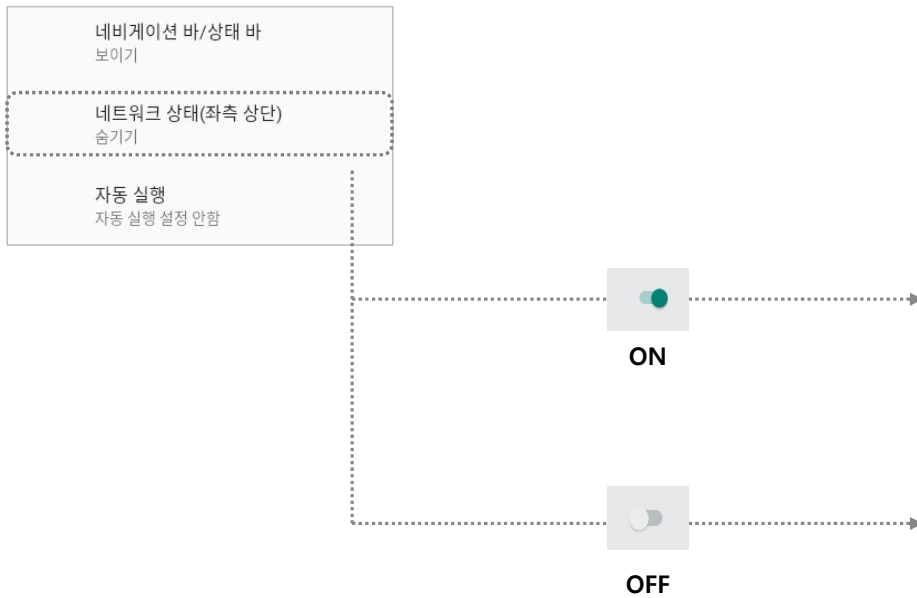 네비게이션 바/상태 바
보이기
네트워크 상태(좌측 상단)
숨기기
자동 실행
자동 실행 설정 안함
ON
OFF